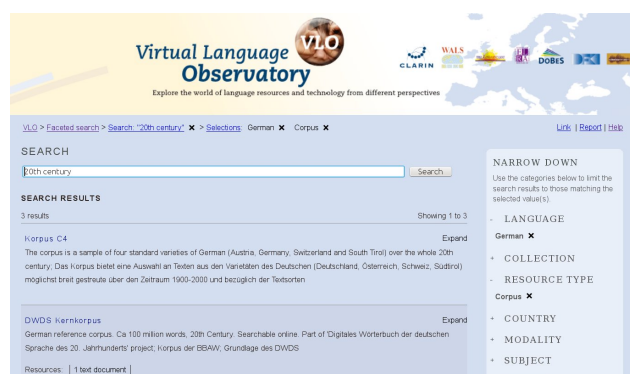 Virtual Language
VLO
Observatory
Explore the world of language resources and technology from different perspectives
CLARIN
WALS
DOBES
VLO > Faceted search > Search: "20th century" ✖ > Selections: German ✖ Corpus ✖
Link | Report | Help
SEARCH
20th century
Search
SEARCH RESULTS
3 results
Showing 1 to 3
Korpus C4
Expand
The corpus is a sample of four standard varieties of German (Austria, Germany, Switzerland and South Tirol) over the whole 20th
century; Das Korpus bietet eine Auswahl an Texten aus den Varietäten des Deutschen (Deutschland, Österreich, Schweiz, Südtirol)
möglichst breit gestreute über den Zeitraum 1900-2000 und bezüglich der Textsorten
DWDS Kernkorpus
Expand
German reference corpus. Ca 100 million words, 20th Century. Searchable online. Part of 'Digitales Wörterbuch der deutschen
Sprache des 20. Jahrhunderts' project; Korpus der BBAW; Grundlage des DWDS
Resources: | 1 text document |
NARROW DOWN
Use the categories below to limit the
search results to those matching the
selected value(s).
- LANGUAGE
German ✖
+ COLLECTION
- RESOURCE TYPE
Corpus ✖
+ COUNTRY
+ MODALITY
+ SUBJECT